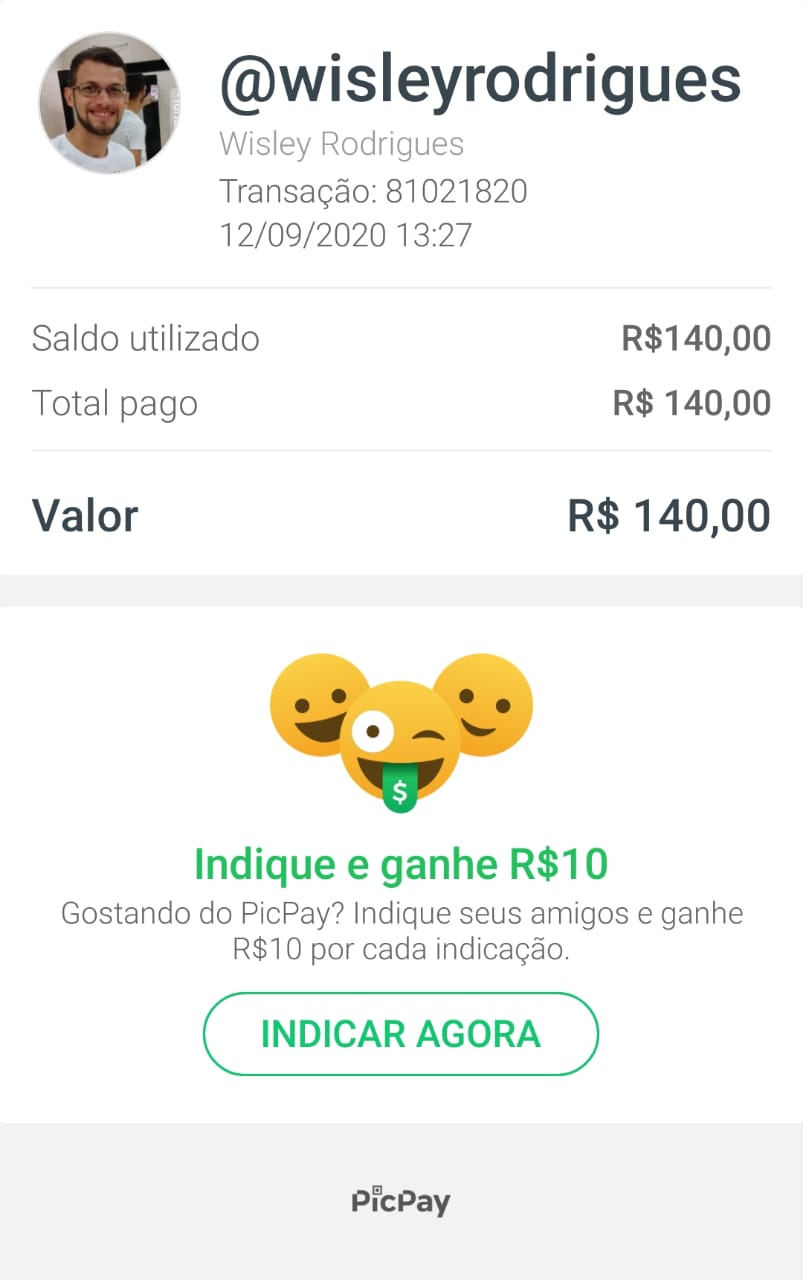 @wisleyrodrigues
Wisley Rodrigues
Transação: 81021820
12/09/2020 13:27
Saldo utilizado R$140,00
Total pago R$ 140,00
Valor R$ 140,00
$
Indique e ganhe R$10
Gostando do PicPay? Indique seus amigos e ganhe
R$10 por cada indicação.
INDICAR AGORA
PicPay